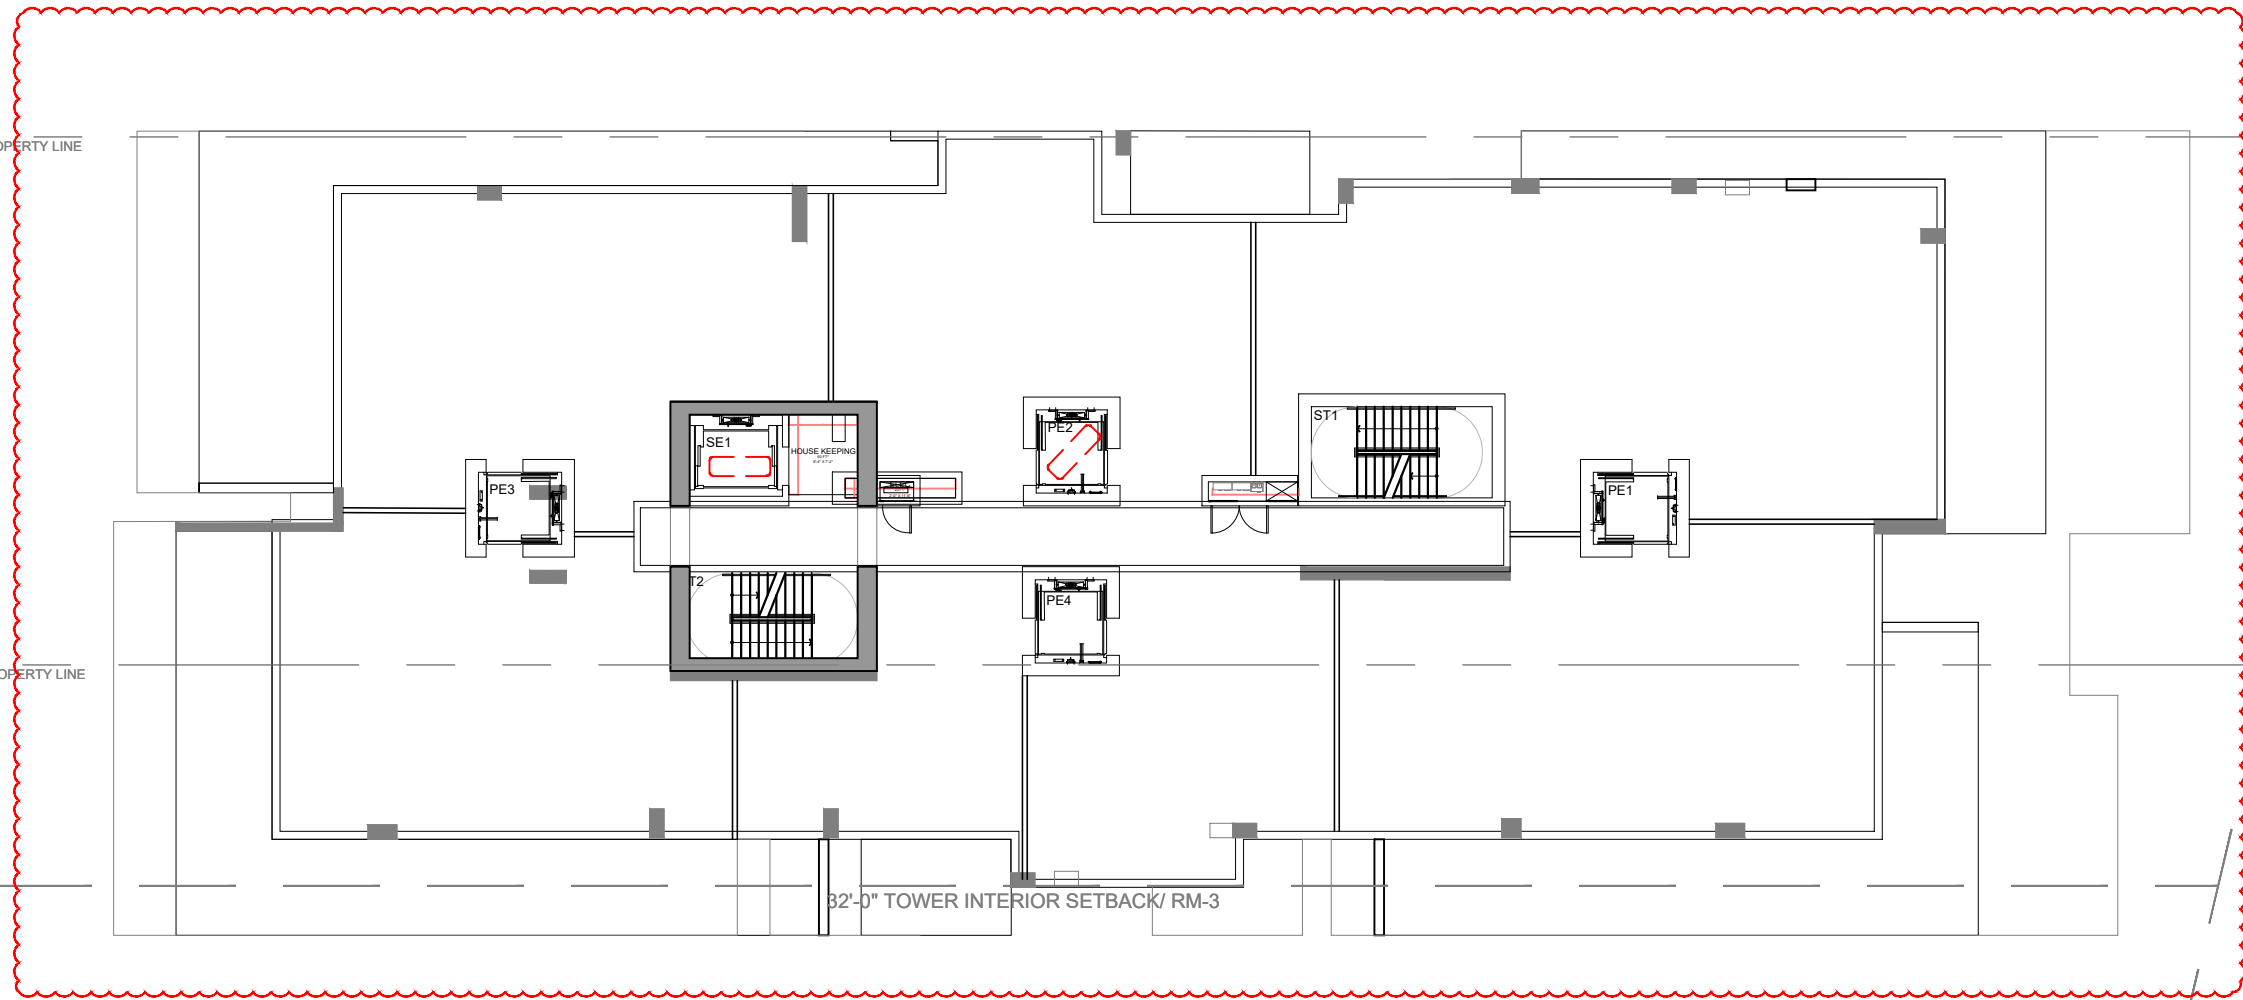 OPERTY LINE
ST1
PE2
SE1
HOUSE KEEPING
PE3
PE1
T2
PE4
OPERTY LINE
32'-0" TOWER INTERIOR SETBACK/ RM-3